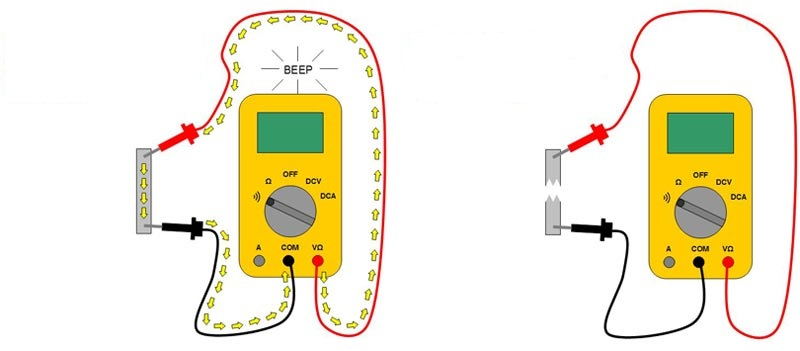 BEEP
OFF
Ω DCV
DCA
A COM VΩ
OFF
Ω DCV
DCA
A COM VΩ